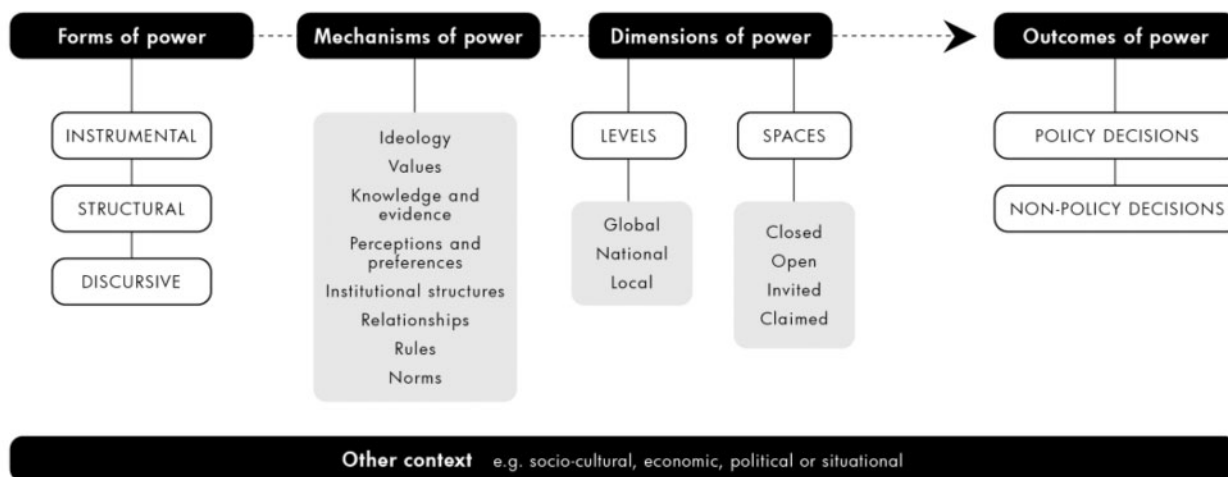 Forms of power
Mechanisms of power
Dimensions of power
Outcomes of power
INSTRUMENTAL
STRUCTURAL
DISCURSIVE
Ideology
Values
Knowledge and
evidence
Perceptions and
preferences
Institutional structures
Relationships
Rules
Norms
LEVELS
Global
National
Local
SPACES
Closed
Open
Invited
Claimed
POLICY DECISIONS
NON-POLICY DECISIONS
Other context e.g. socio-cultural, economic, political or situational